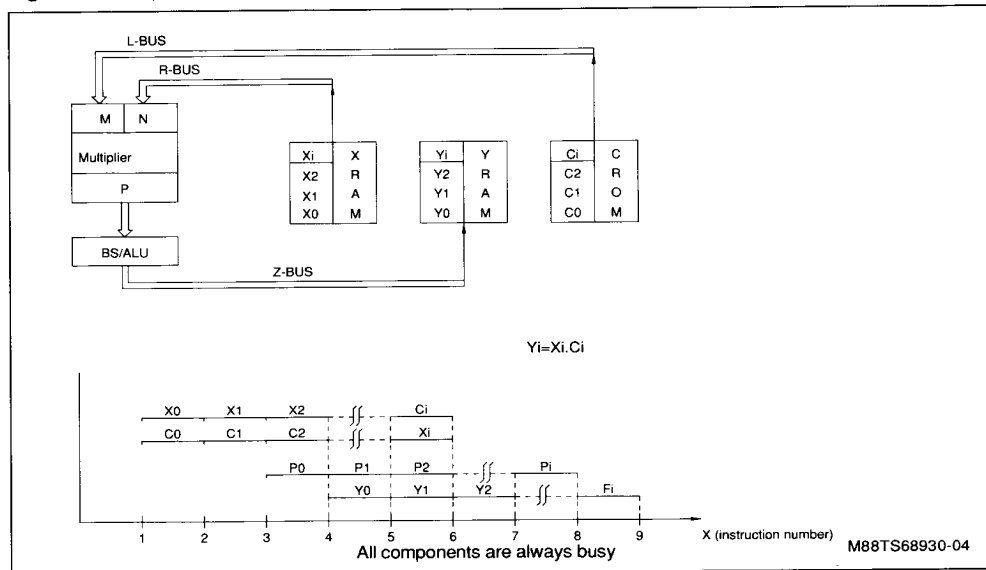 L-BUS
R-BUS
M N
Multiplier
P
BS/ALU
Z-BUS
Xi X
X2 R
X1 A
X0 M
Yi Y
Y2 R
Y1 A
Y0 M
Ci C
C2 R
C1 O
C0 M
Yi=Xi.Ci
X0 X1 X2 Ci
C0 C1 C2 Xi
P0 P1 P2 Pi
Y0 Y1 Y2 Fi
1 2 3 4 5 6 7 8 9
X (instruction number)
All components are always busy
M88TS68930-04